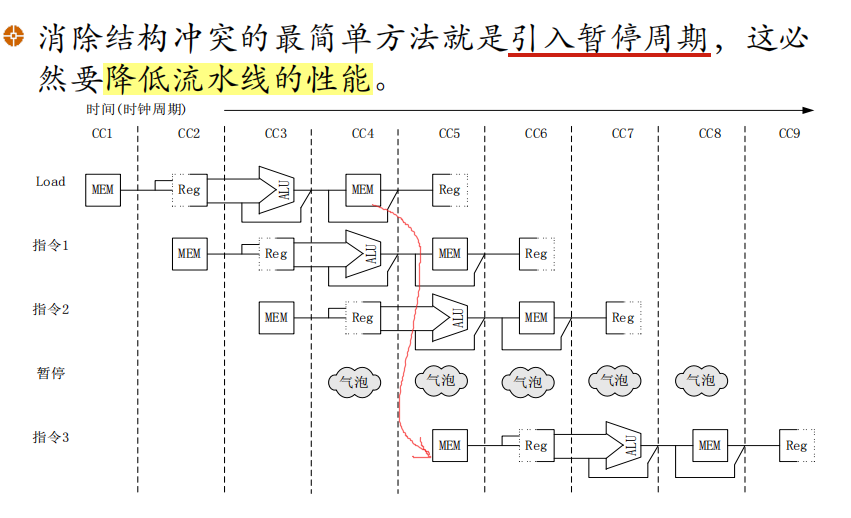 消除结构冲突的最简单方法就是引入暂停周期，这必
然要降低流水线的性能。
时间(时钟周期)
CC1 CC2 CC3 CC4 CC5 CC6 CC7 CC8 CC9
Load MEM Reg ALU MEM Reg
指令1 MEM Reg ALU MEM Reg
指令2 MEM Reg ALU MEM Reg
暂停 气泡 气泡 气泡 气泡 气泡
指令3 MEM Reg ALU MEM Reg